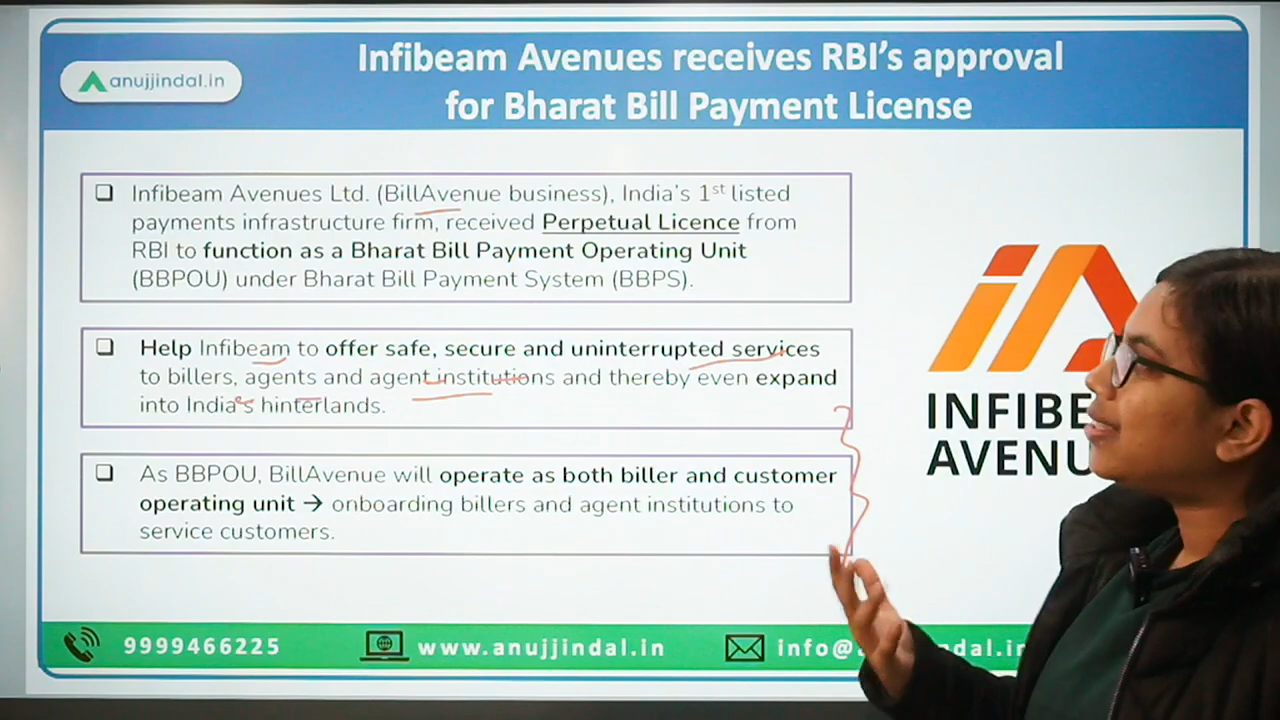 Infibeam Avenues receives RBI's approval
for Bharat Bill Payment License
anujjindal.in
❑ Infibeam Avenues Ltd. (BillAvenue business), India's 1st listed
payments infrastructure firm, received Perpetual Licence from
RBI to function as a Bharat Bill Payment Operating Unit
(BBPOU) under Bharat Bill Payment System (BBPS).
❑ Help Infibeam to offer safe, secure and uninterrupted services
to billers, agents and agent institutions and thereby even expand
into India's hinterlands.
❑ As BBPOU, BillAvenue will operate as both biller and customer
operating unit → onboarding billers and agent institutions to
service customers.
INFIBE
AVENU
9999466225
www.anujjindal.in
info@